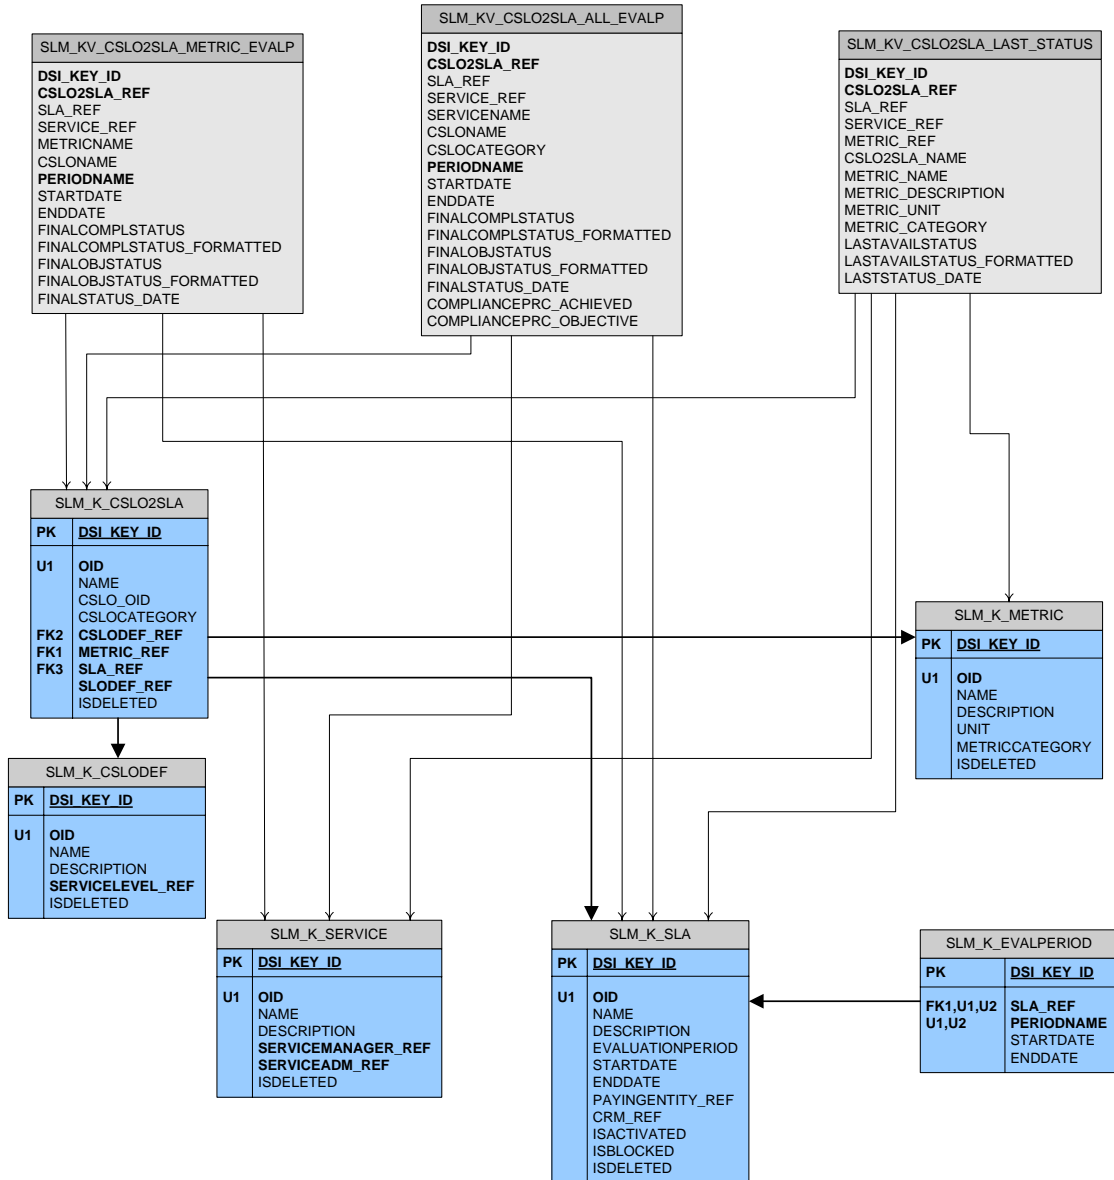 SLM_KV_CSLO2SLA_METRIC_EVALP
DSI_KEY_ID
CSLO2SLA_REF
SLA_REF
SERVICE_REF
METRICNAME
CSLONAME
PERIODNAME
STARTDATE
ENDDATE
FINALCOMPLSTATUS
FINALCOMPLSTATUS_FORMATTED
FINALOBJSTATUS
FINALOBJSTATUS_FORMATTED
FINALSTATUS_DATE
SLM_KV_CSLO2SLA_ALL_EVALP
DSI_KEY_ID
CSLO2SLA_REF
SLA_REF
SERVICE_REF
SERVICENAME
CSLONAME
CSLOCATEGORY
PERIODNAME
STARTDATE
ENDDATE
FINALCOMPLSTATUS
FINALCOMPLSTATUS_FORMATTED
FINALOBJSTATUS
FINALOBJSTATUS_FORMATTED
FINALSTATUS_DATE
COMPLIANCEPRC_ACHIEVED
COMPLIANCEPRC_OBJECTIVE
SLM_KV_CSLO2SLA_LAST_STATUS
DSI_KEY_ID
CSLO2SLA_REF
SLA_REF
SERVICE_REF
METRIC_REF
CSLO2SLA_NAME
METRIC_NAME
METRIC_DESCRIPTION
METRIC_UNIT
METRIC_CATEGORY
LASTAVAILSTATUS
LASTAVAILSTATUS_FORMATTED
LASTSTATUS_DATE
SLM_K_CSLO2SLA
PK DSI_KEY_ID
U1 OID
NAME
CSLO_OID
CSLOCATEGORY
FK2 CSLODEF_REF
FK1 METRIC_REF
FK3 SLA_REF
SLODEF_REF
ISDELETED
SLM_K_METRIC
PK DSI_KEY_ID
U1 OID
NAME
DESCRIPTION
UNIT
METRICCATEGORY
ISDELETED
SLM_K_CSLODEF
PK DSI_KEY_ID
U1 OID
NAME
DESCRIPTION
SERVICELEVEL_REF
ISDELETED
SLM_K_SERVICE
PK DSI_KEY_ID
U1 OID
NAME
DESCRIPTION
SERVICEMANAGER_REF
SERVICEADM_REF
ISDELETED
SLM_K_SLA
PK DSI_KEY_ID
U1 OID
NAME
DESCRIPTION
EVALUATIONPERIOD
STARTDATE
ENDDATE
PAYINGENTITY_REF
CRM_REF
ISACTIVATED
ISBLOCKED
ISDELETED
SLM_K_EVALPERIOD
PK DSI_KEY_ID
FK1,U1,U2 SLA_REF
U1,U2 PERIODNAME
STARTDATE
ENDDATE